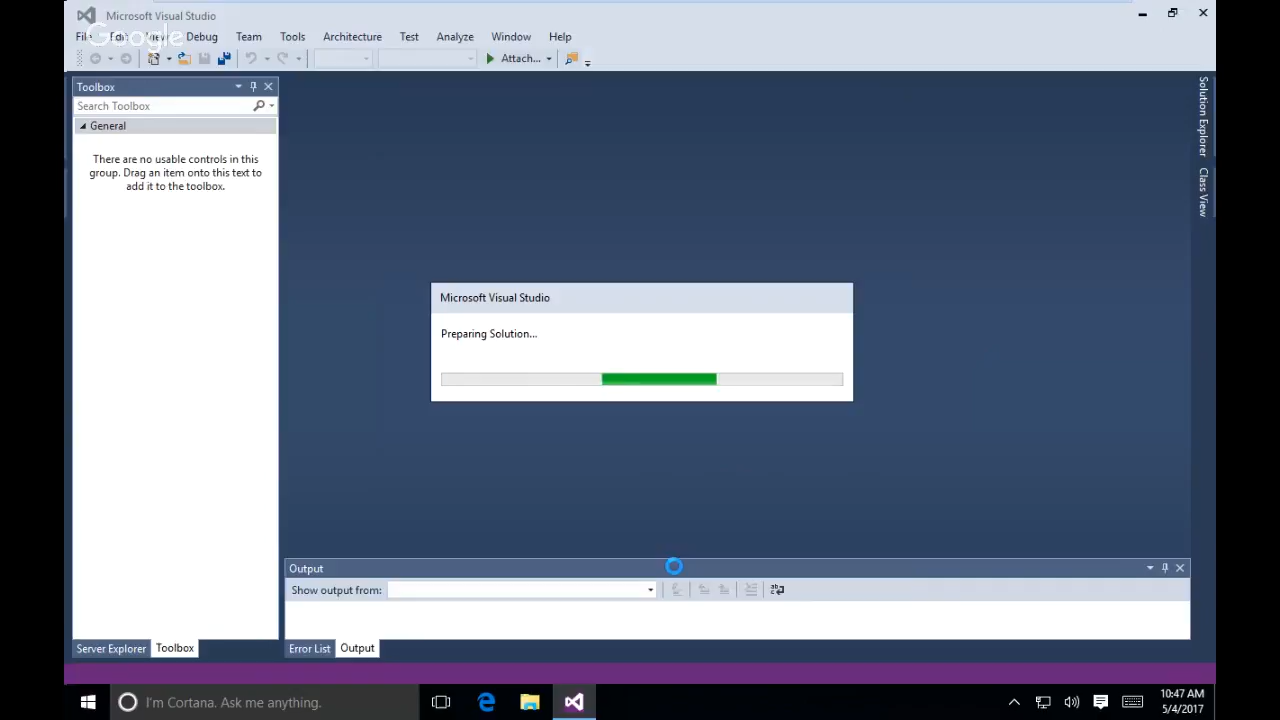 Microsoft Visual Studio
File Edit View Debug Team Tools Architecture Test Analyze Window Help
Google
Attach...
Toolbox
Search Toolbox
General
There are no usable controls in this
group. Drag an item onto this text to
add it to the toolbox.
Solution Explorer
Class View
Microsoft Visual Studio
Preparing Solution...
Output
Show output from:
Server Explorer Toolbox
Error List Output
I'm Cortana. Ask me anything.
10:47 AM
5/4/2017